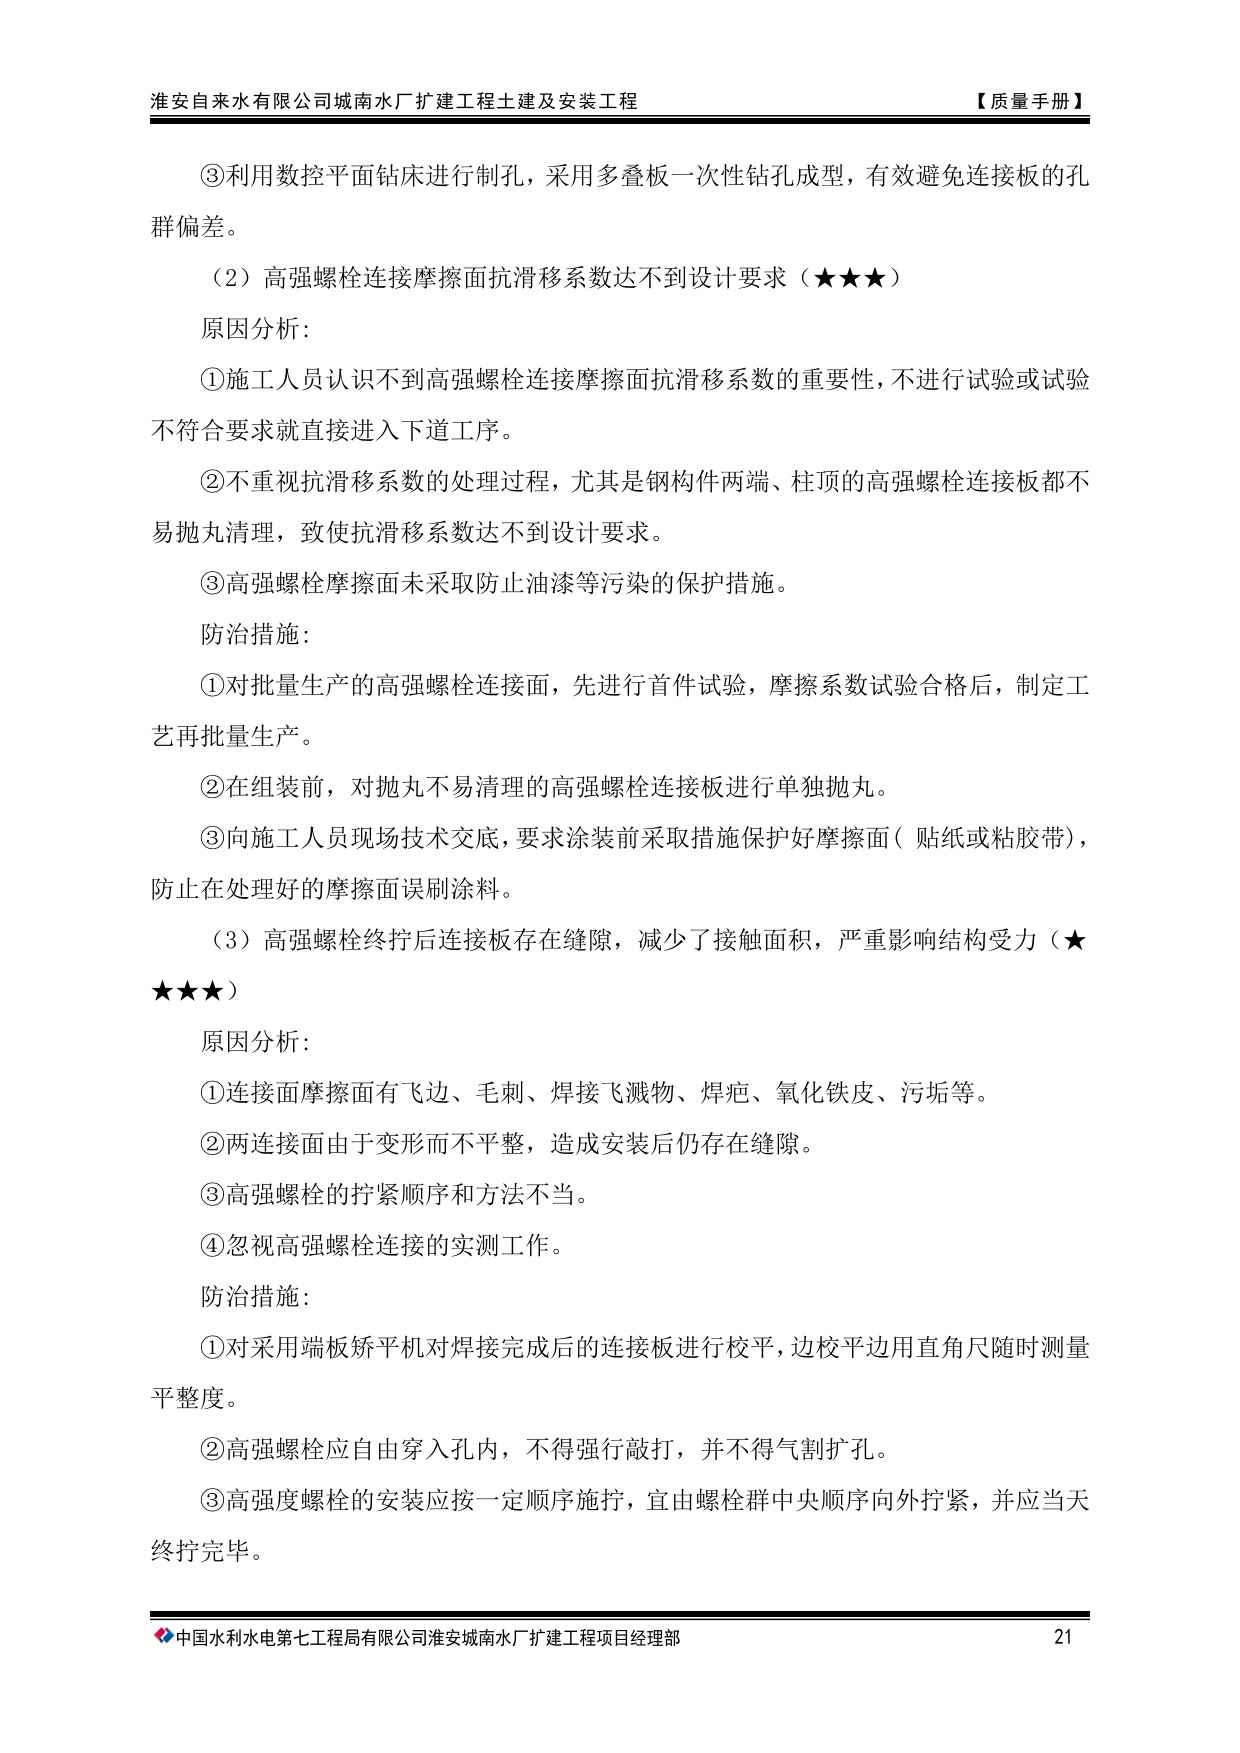 淮安自来水有限公司城南水厂扩建工程土建及安装工程 【质量手册】
③利用数控平面钻床进行制孔，采用多叠板一次性钻孔成型，有效避免连接板的孔
群偏差。
（2）高强螺栓连接摩擦面抗滑移系数达不到设计要求（★★★）
原因分析:
①施工人员认识不到高强螺栓连接摩擦面抗滑移系数的重要性，不进行试验或试验
不符合要求就直接进入下道工序。
②不重视抗滑移系数的处理过程，尤其是钢构件两端、柱顶的高强螺栓连接板都不
易抛丸清理，致使抗滑移系数达不到设计要求。
③高强螺栓摩擦面未采取防止油漆等污染的保护措施。
防治措施:
①对批量生产的高强螺栓连接面，先进行首件试验，摩擦系数试验合格后，制定工
艺再批量生产。
②在组装前，对抛丸不易清理的高强螺栓连接板进行单独抛丸。
③向施工人员现场技术交底，要求涂装前采取措施保护好摩擦面( 贴纸或粘胶带)，
防止在处理好的摩擦面误刷涂料。
（3）高强螺栓终拧后连接板存在缝隙，减少了接触面积，严重影响结构受力（★
★★★）
原因分析:
①连接面摩擦面有飞边、毛刺、焊接飞溅物、焊疤、氧化铁皮、污垢等。
②两连接面由于变形而不平整，造成安装后仍存在缝隙。
③高强螺栓的拧紧顺序和方法不当。
④忽视高强螺栓连接的实测工作。
防治措施:
①对采用端板矫平机对焊接完成后的连接板进行校平，边校平边用直角尺随时测量
平整度。
②高强螺栓应自由穿入孔内，不得强行敲打，并不得气割扩孔。
③高强度螺栓的安装应按一定顺序施拧，宜由螺栓群中央顺序向外拧紧，并应当天
终拧完毕。
中国水利水电第七工程局有限公司淮安城南水厂扩建工程项目经理部 21